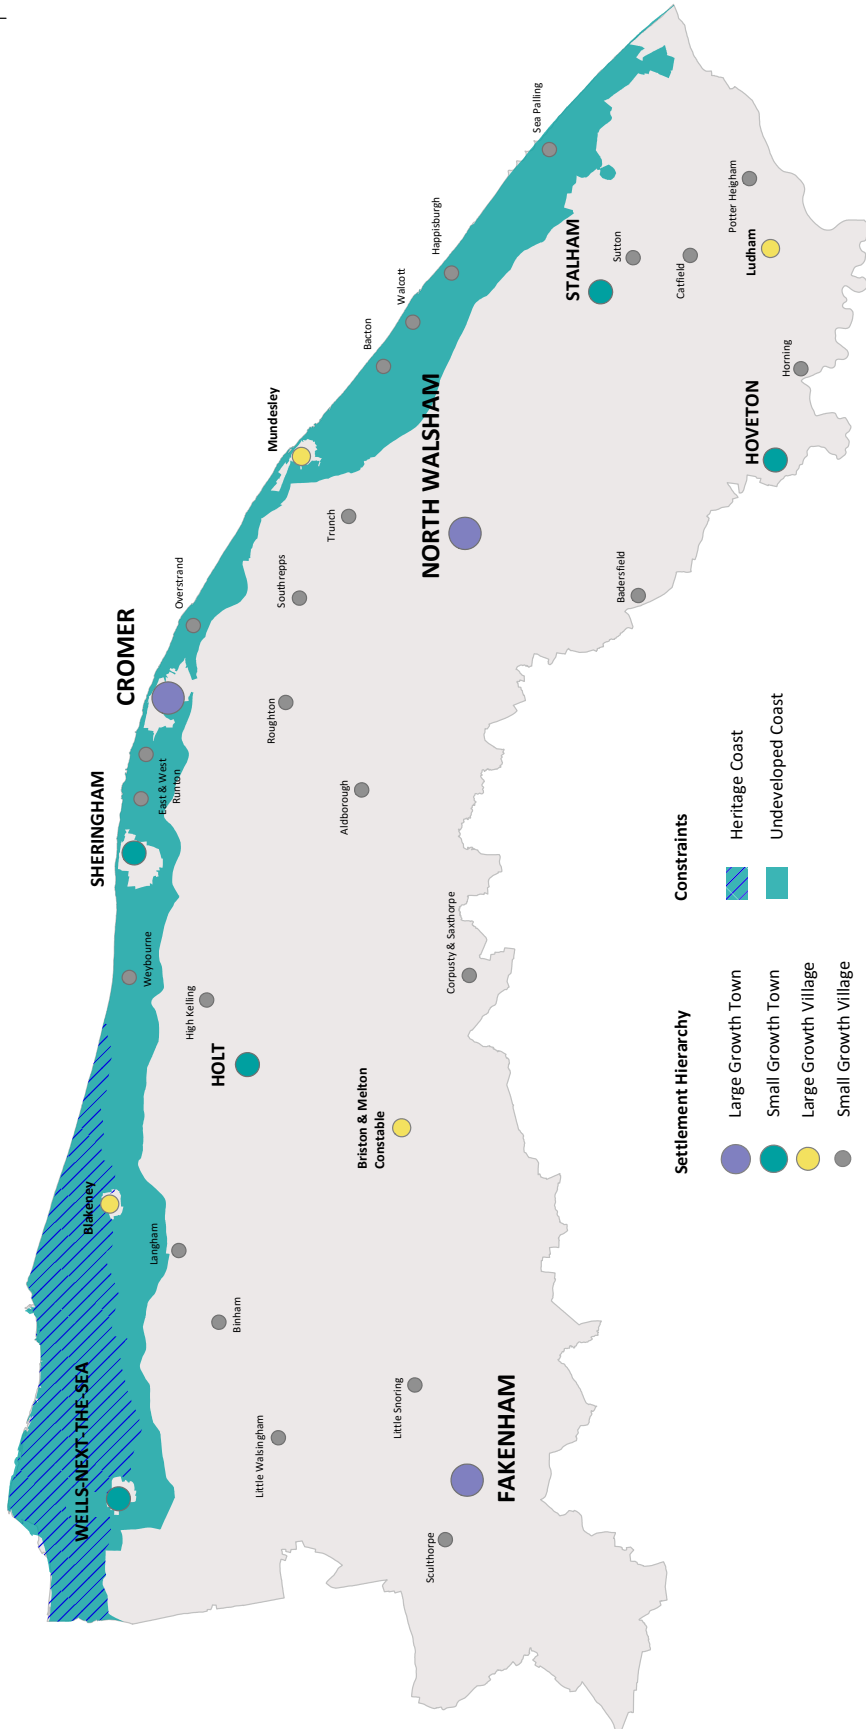 WELLS-NEXT-THE-SEA
Blakeney
Weybourne
SHERINGHAM
East & West
Runton
CROMER
Overstrand
Mundesley
Bacton
Walcott
Happisburgh
Sea Palling
Langham
Binham
High Kelling
HOLT
Little Walsingham
Roughton
Southrepps
Trunch
Aldborough
Briston & Melton
Constable
Little Snoring
Sculthorpe
FAKENHAM
Corpusty & Saxthorpe
NORTH WALSHAM
STALHAM
Sutton
Catfield
Potter Heigham
Ludham
Horning
HOVETON
Badersfield
Settlement Hierarchy
Large Growth Town
Small Growth Town
Large Growth Village
Small Growth Village
Constraints
Heritage Coast
Undeveloped Coast